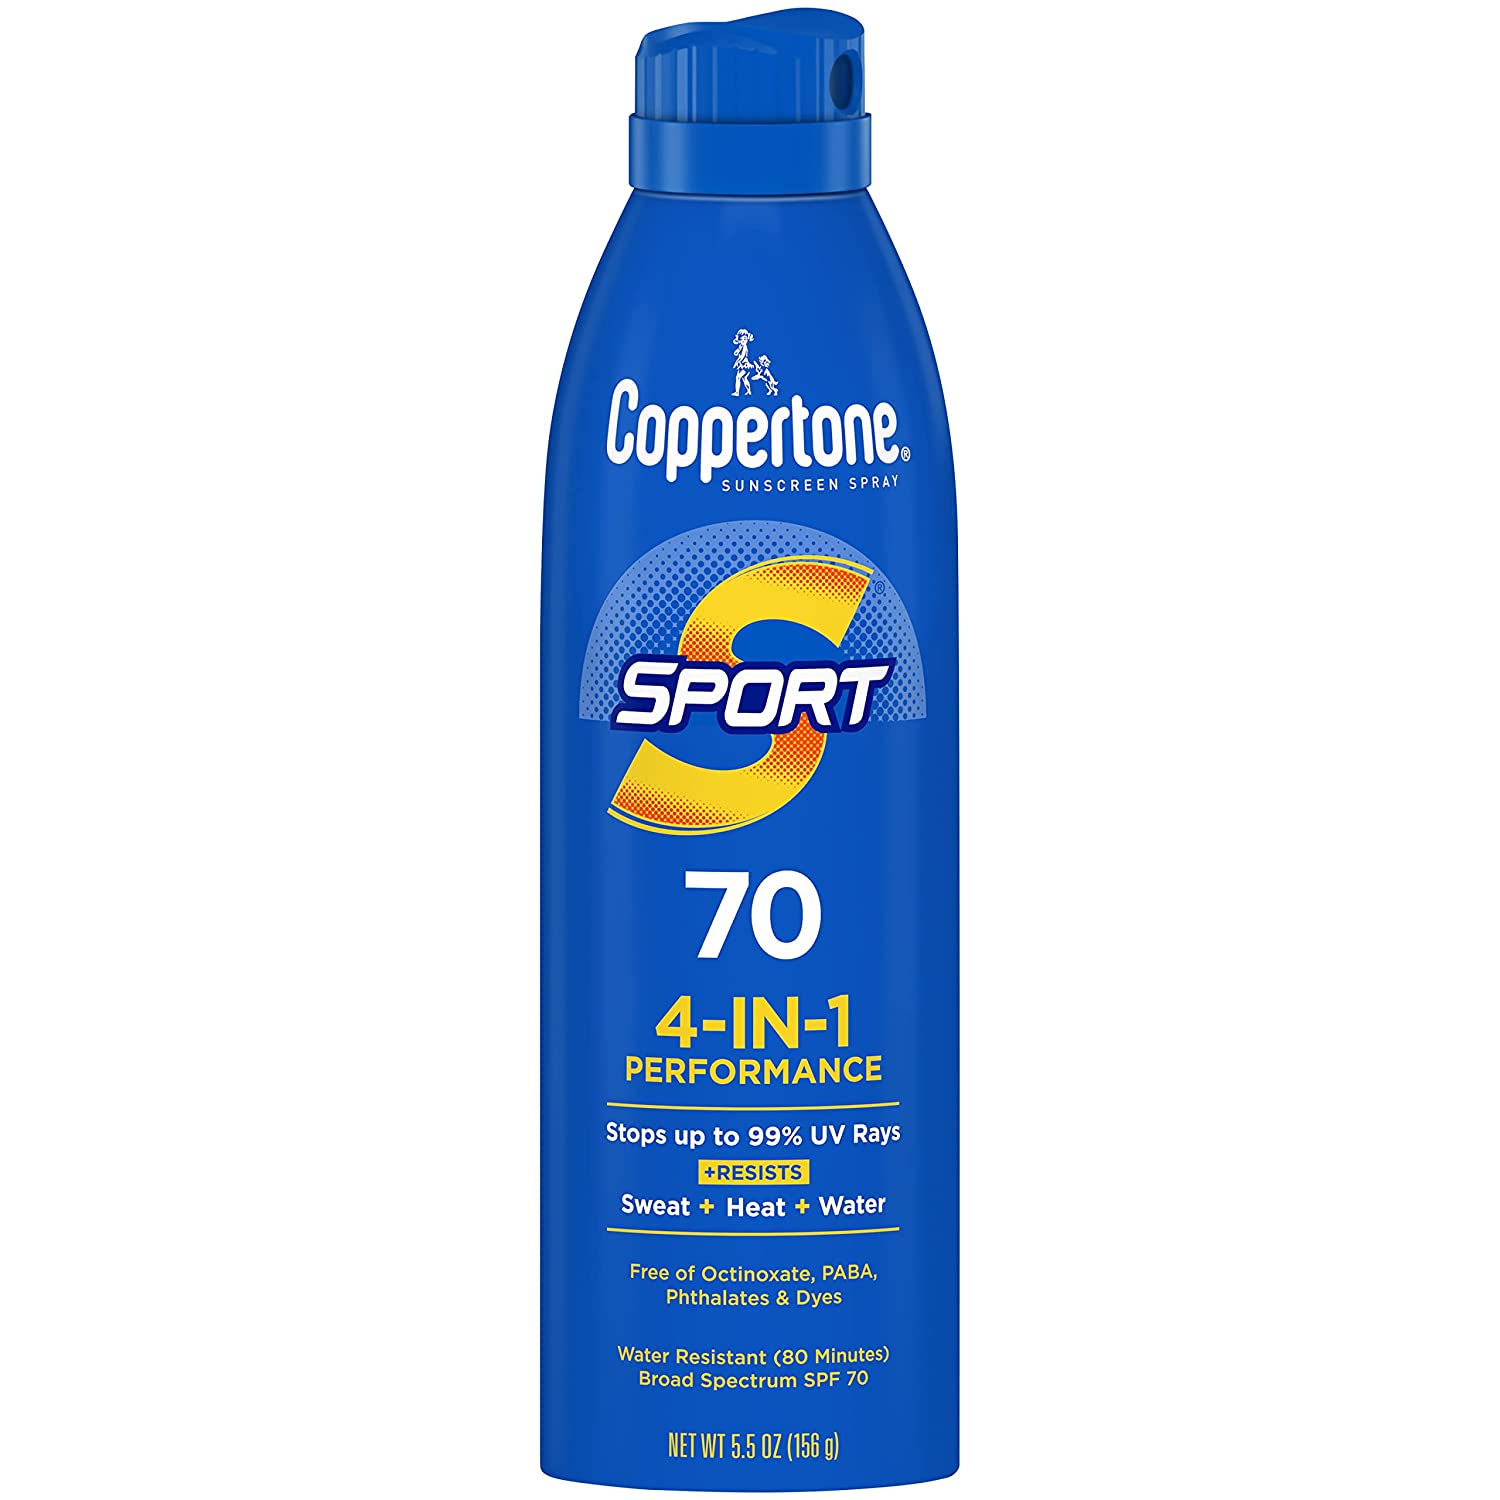 Coppertone®
SUNSCREEN SPRAY
®
SPORT
70
4-IN-1
PERFORMANCE
Stops up to 99% UV Rays
+RESISTS
Sweat + Heat + Water
Free of Octinoxate, PABA,
Phthalates & Dyes
Water Resistant (80 Minutes)
Broad Spectrum SPF 70
NET WT 5.5 OZ (156 g)